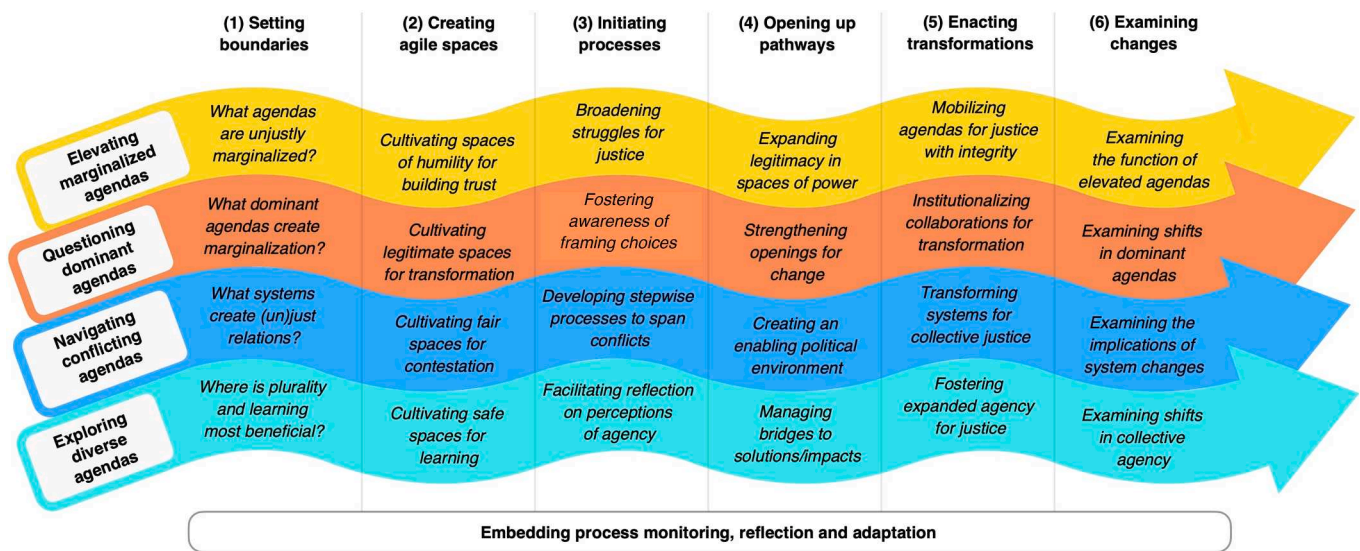 (1) Setting
boundaries
(2) Creating
agile spaces
(3) Initiating
processes
(4) Opening up
pathways
(5) Enacting
transformations
(6) Examining
changes
Elevating
marginalized
agendas
What agendas
are unjustly
marginalized?
Cultivating spaces
of humility for
building trust
Broadening
struggles for
justice
Expanding
legitimacy in
spaces of power
Mobilizing
agendas for justice
with integrity
Examining
the function of
elevated agendas
Questioning
dominant
agendas
What dominant
agendas create
marginalization?
Cultivating
legitimate spaces
for transformation
Fostering
awareness of
framing choices
Strengthening
openings for
change
Institutionalizing
collaborations for
transformation
Examining shifts
in dominant
agendas
Navigating
conflicting
agendas
What systems
create (un)just
relations?
Cultivating fair
spaces for
contestation
Developing stepwise
processes to span
conflicts
Creating an
enabling political
environment
Transforming
systems for
collective justice
Examining the
implications of
system changes
Exploring
diverse
agendas
Where is plurality
and learning
most beneficial?
Cultivating safe
spaces for
learning
Facilitating reflection
on perceptions
of agency
Managing
bridges to
solutions/impacts
Fostering
expanded agency
for justice
Examining shifts
in collective
agency
Embedding process monitoring, reflection and adaptation